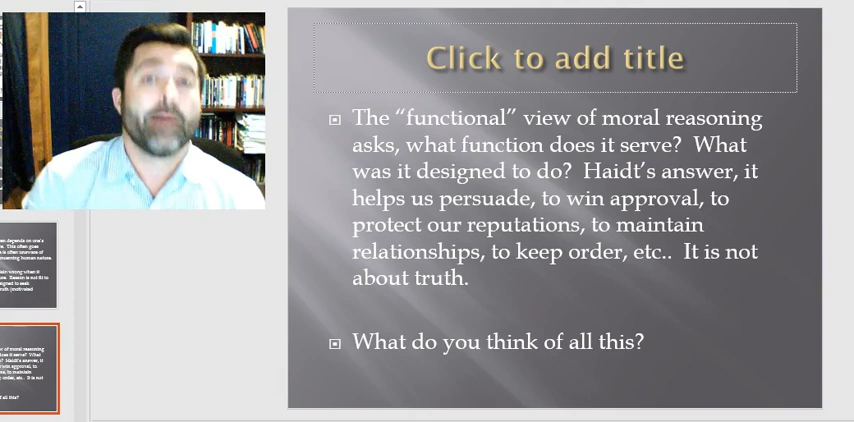 Click to add title
The “functional” view of moral reasoning
asks, what function does it serve? What
was it designed to do? Haidt’s answer, it
helps us persuade, to win approval, to
protect our reputations, to maintain
relationships, to keep order, etc.. It is not
about truth.
What do you think of all this?